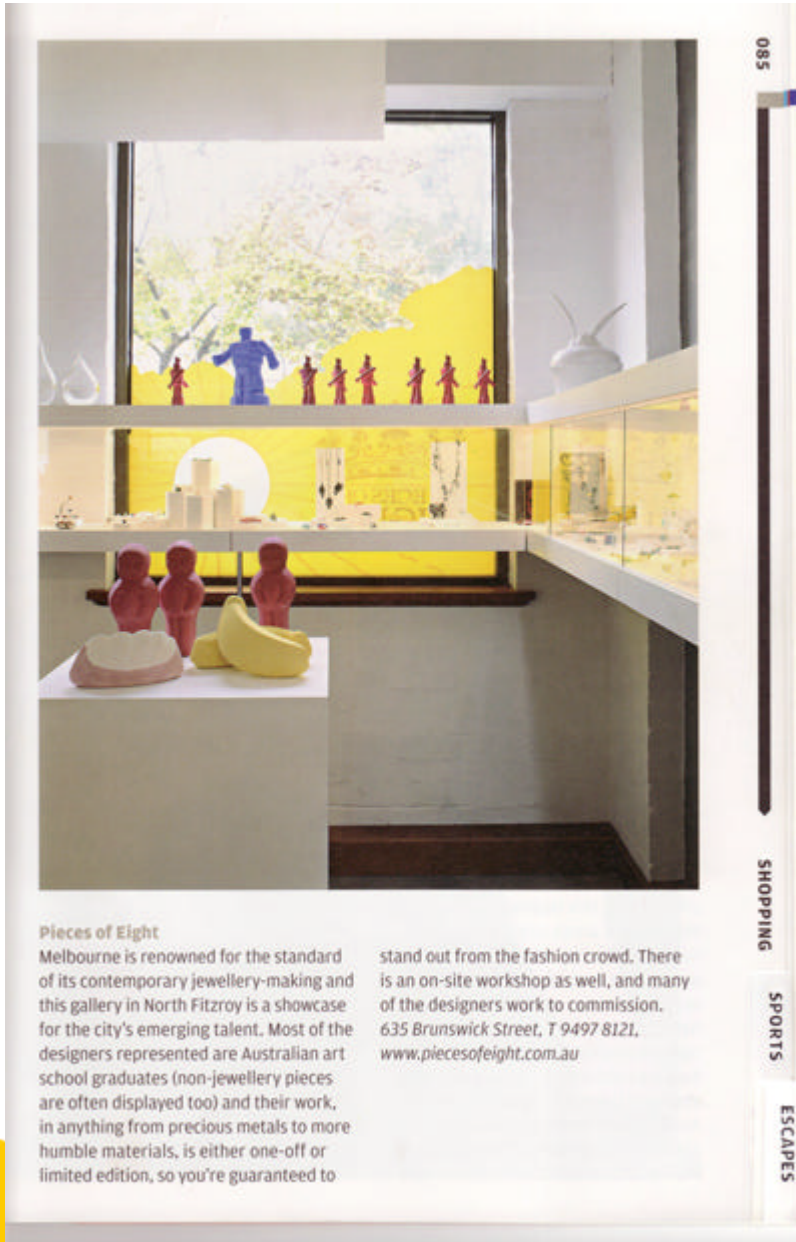 085
Pieces of Eight
Melbourne is renowned for the standard
of its contemporary jewellery-making and
this gallery in North Fitzroy is a showcase
for the city's emerging talent. Most of the
designers represented are Australian art
school graduates (non-jewellery pieces
are often displayed too) and their work,
in anything from precious metals to more
humble materials, is either one-off or
limited edition, so you're guaranteed to
stand out from the fashion crowd. There
is an on-site workshop as well, and many
of the designers work to commission.
635 Brunswick Street, T 9497 8121,
www.piecesofeight.com.au
SHOPPING
SPORTS
ESCAPES